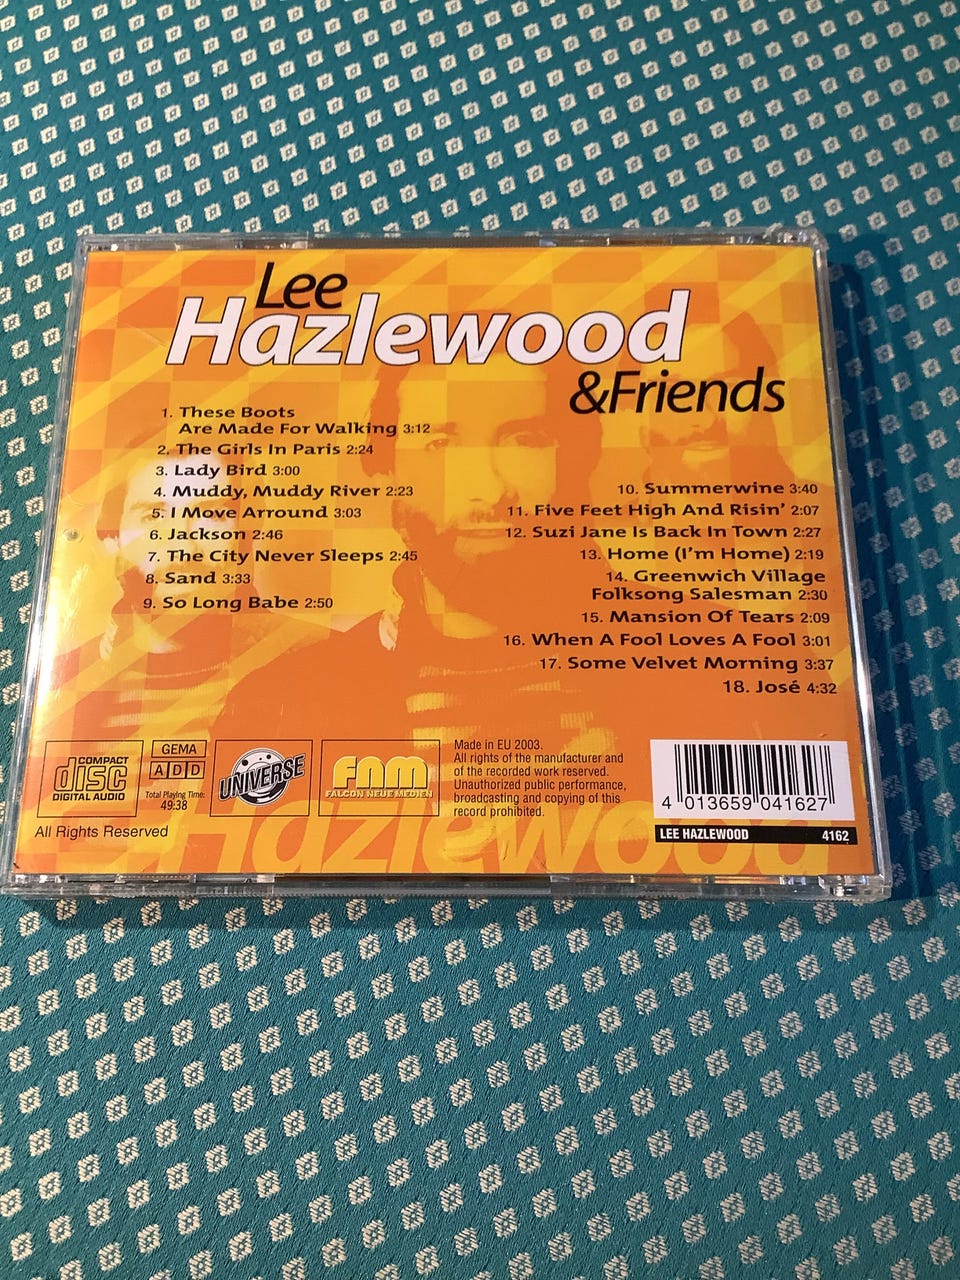 Lee
Hazlewood
&Friends
1. These Boots
Are Made For Walking 3:12
2. The Girls In Paris 2:24
3. Lady Bird 3:00
4. Muddy, Muddy River 2:23
5. I Move Arround 3:03
6. Jackson 2:46
7. The City Never Sleeps 2:45
8. Sand 3:33
9. So Long Babe 2:50
10. Summerwine 3:40
11. Five Feet High And Risin' 2:07
12. Suzi Jane Is Back In Town 2:27
13. Home (I'm Home) 2:19
14. Greenwich Village
Folksong Salesman 2:30
15. Mansion Of Tears 2:09
16. When A Fool Loves A Fool 3:01
17. Some Velvet Morning 3:37
18. José 4:32
COMPACT
disc
DIGITAL AUDIO
GEMA
ADD
Total Playing Time:
49:38
UNIVERSE
FNM
FALCON NEUE MEDIEN
Made in EU 2003.
All rights of the manufacturer and
of the recorded work reserved.
Unauthorized public performance,
broadcasting and copying of this
record prohibited.
4 013659 041627
LEE HAZLEWOOD 4162
All Rights Reserved
Hazlewood